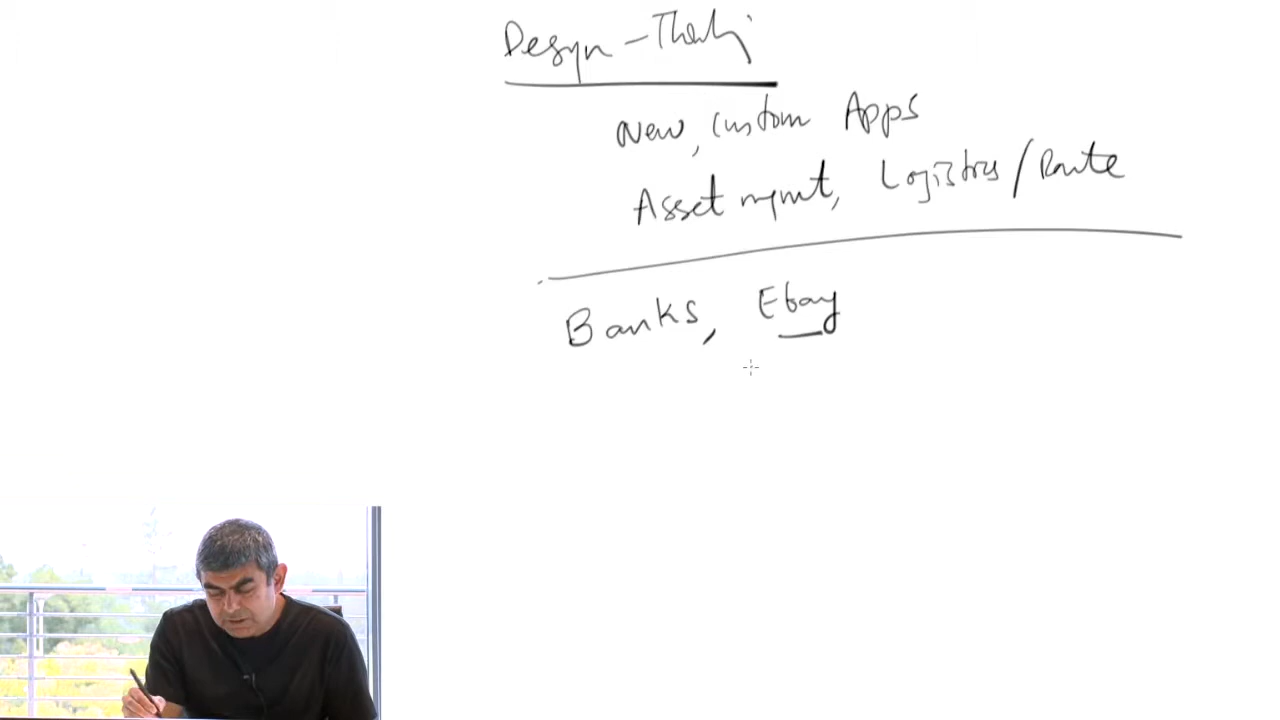 Design-Thinking
New, Custom Apps
Asset mgmt, Logistics/Route
Banks, Ebay